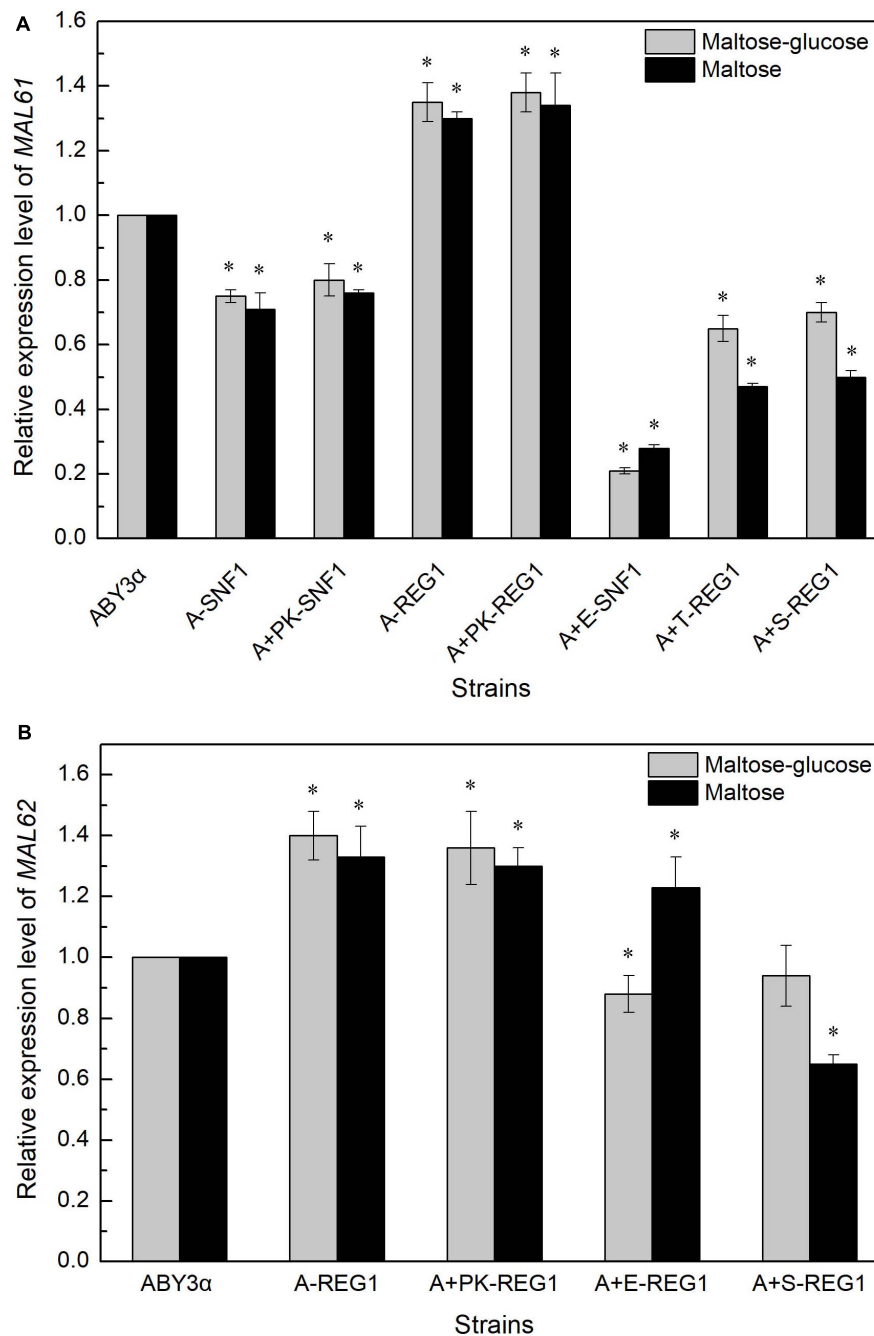 A
Relative expression level of MAL61
1.6
1.4
1.2
1.0
0.8
0.6
0.4
0.2
0.0
Maltose-glucose
Maltose
* * * * * * * * * * * * * *
ABY3α
A-SNF1
A+PK-SNF1
A-REG1
A+PK-REG1
A+E-SNF1
A+T-REG1
A+S-REG1
Strains
B
Relative expression level of MAL62
1.6
1.4
1.2
1.0
0.8
0.6
0.4
0.2
0.0
Maltose-glucose
Maltose
* * * * * * *
ABY3α A-REG1 A+PK-REG1 A+E-REG1 A+S-REG1
Strains